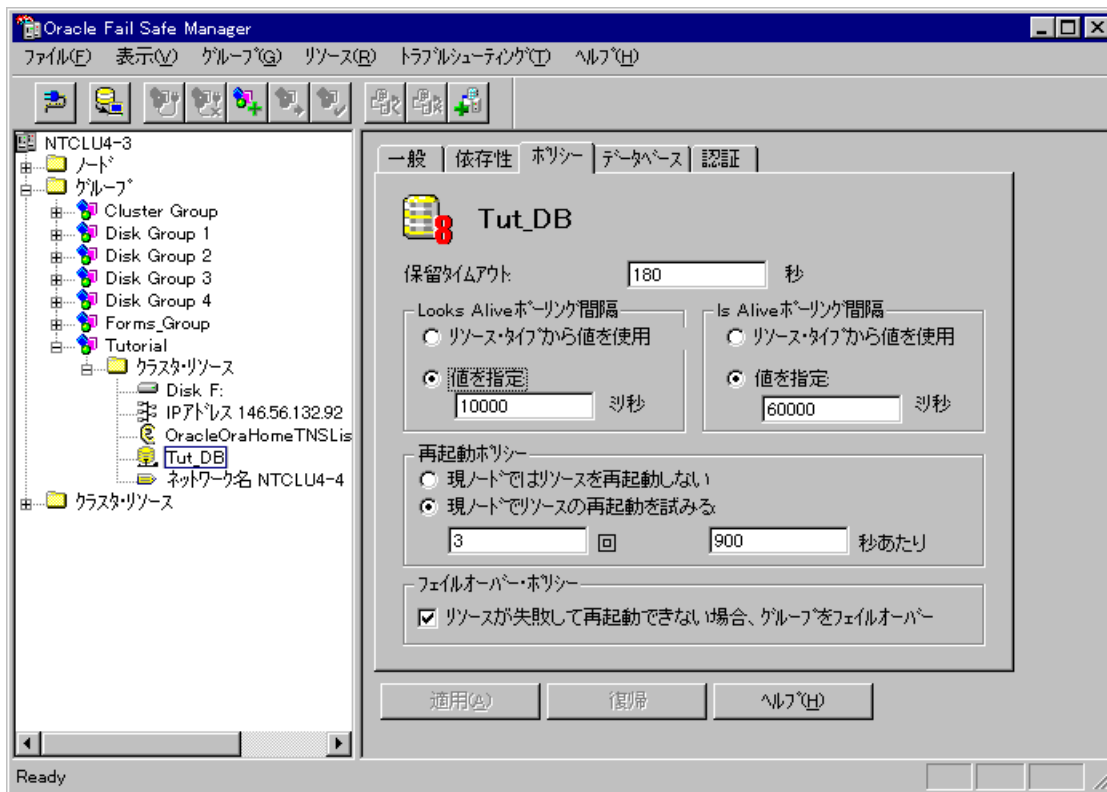 Oracle Fail Safe Manager
ファイル(F) 表示(V) グループ(G) リソース(R) トラブルシューティング(T) ヘルプ(H)
NTCLU4-3
ノード
グループ
Cluster Group
Disk Group 1
Disk Group 2
Disk Group 3
Disk Group 4
Forms_Group
Tutorial
クラスタ・リソース
Disk F:
IPアドレス 146.56.132.92
OracleOraHomeTNSLis
Tut_DB
ネットワーク名 NTCLU4-4
クラスタ・リソース
一般 依存性 ポリシー データベース 認証
8 Tut_DB
保留タイムアウト: 180 秒
Looks Aliveポーリング間隔
リソース・タイプから値を使用
値を指定:
10000 ミリ秒
Is Aliveポーリング間隔
リソース・タイプから値を使用
値を指定:
60000 ミリ秒
再起動ポリシー
現ノードではリソースを再起動しない
現ノードでリソースの再起動を試みる:
3 回 900 秒あたり
フェイルオーバー・ポリシー
リソースが失敗して再起動できない場合、グループをフェイルオーバー
適用(A) 復帰 ヘルプ(H)
Ready